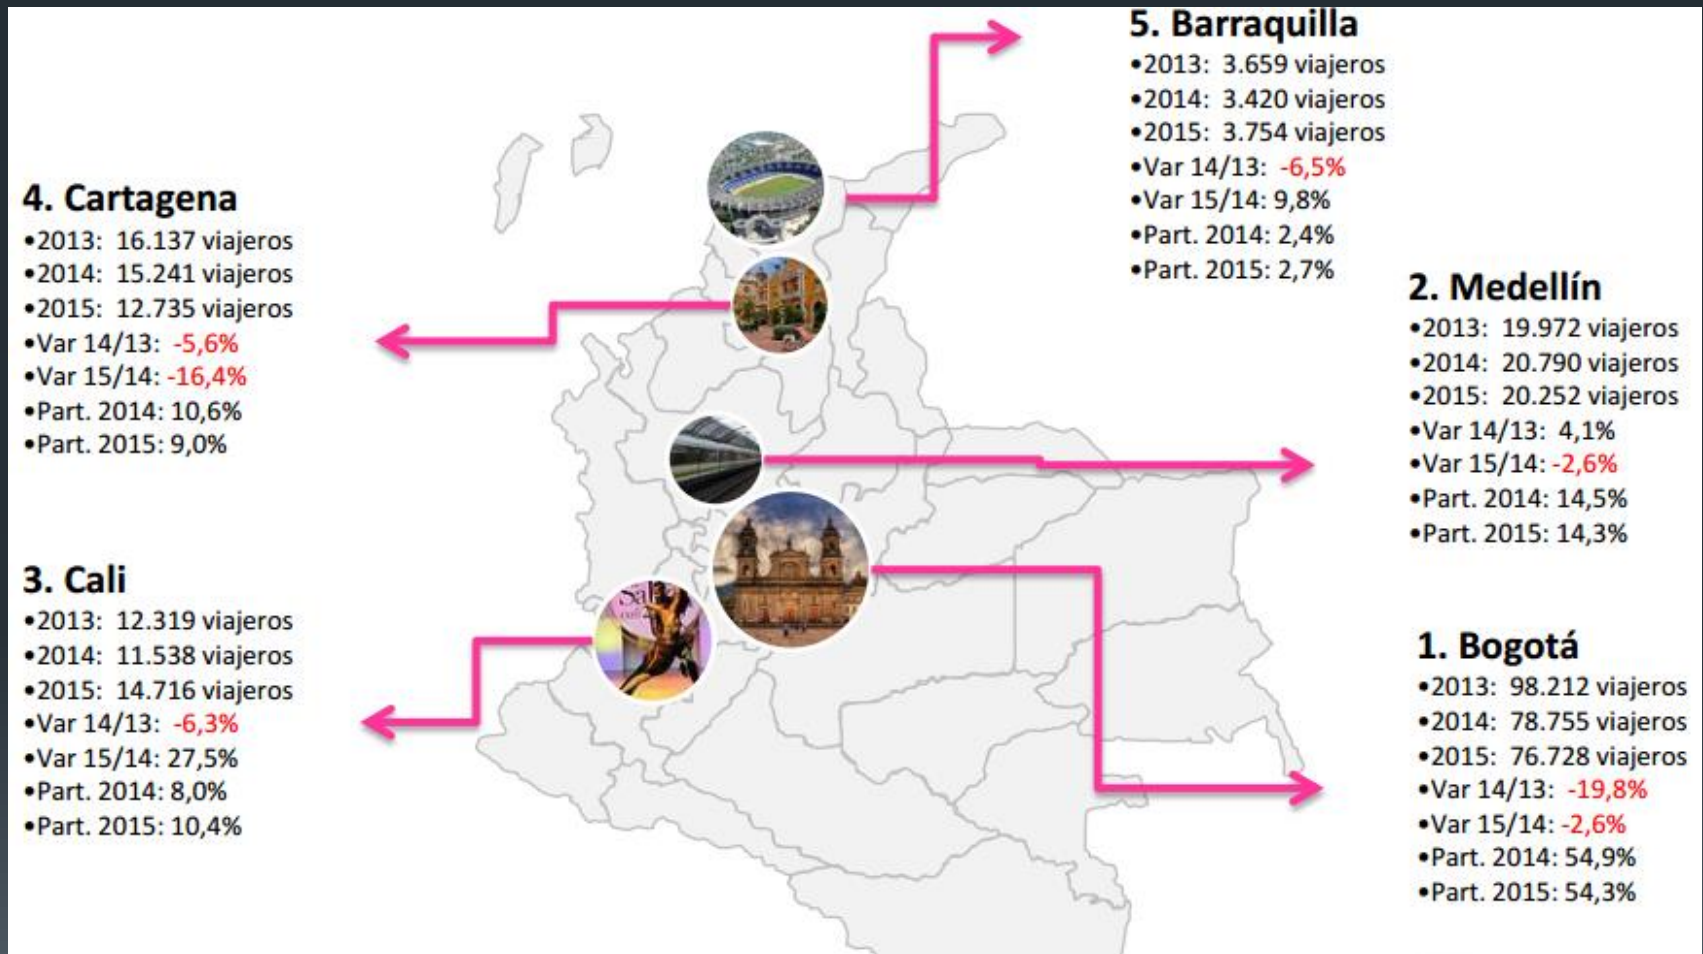 5. Barraquilla
•2013: 3.659 viajeros
•2014: 3.420 viajeros
•2015: 3.754 viajeros
•Var 14/13: -6,5%
•Var 15/14: 9,8%
•Part. 2014: 2,4%
•Part. 2015: 2,7%
4. Cartagena
•2013: 16.137 viajeros
•2014: 15.241 viajeros
•2015: 12.735 viajeros
•Var 14/13: -5,6%
•Var 15/14: -16,4%
•Part. 2014: 10,6%
•Part. 2015: 9,0%
2. Medellín
•2013: 19.972 viajeros
•2014: 20.790 viajeros
•2015: 20.252 viajeros
•Var 14/13: 4,1%
•Var 15/14: -2,6%
•Part. 2014: 14,5%
•Part. 2015: 14,3%
3. Cali
•2013: 12.319 viajeros
•2014: 11.538 viajeros
•2015: 14.716 viajeros
•Var 14/13: -6,3%
•Var 15/14: 27,5%
•Part. 2014: 8,0%
•Part. 2015: 10,4%
1. Bogotá
•2013: 98.212 viajeros
•2014: 78.755 viajeros
•2015: 76.728 viajeros
•Var 14/13: -19,8%
•Var 15/14: -2,6%
•Part. 2014: 54,9%
•Part. 2015: 54,3%